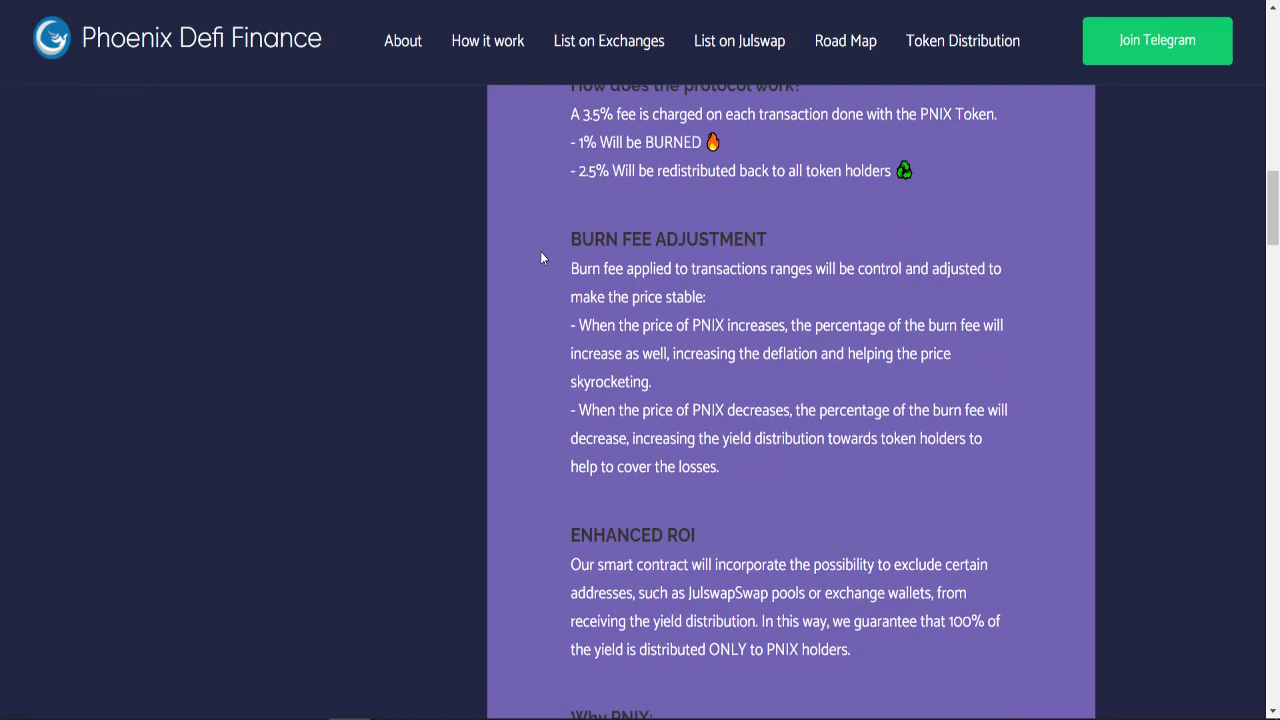 Phoenix Defi Finance
About How it work List on Exchanges List on Julswap Road Map Token Distribution Join Telegram
How does the protocol work?
A 3.5% fee is charged on each transaction done with the PNIX Token.
- 1% Will be BURNED 🔥
- 2.5% Will be redistributed back to all token holders ♻
BURN FEE ADJUSTMENT
Burn fee applied to transactions ranges will be control and adjusted to
make the price stable:
- When the price of PNIX increases, the percentage of the burn fee will
increase as well, increasing the deflation and helping the price
skyrocketing.
- When the price of PNIX decreases, the percentage of the burn fee will
decrease, increasing the yield distribution towards token holders to
help to cover the losses.
ENHANCED ROI
Our smart contract will incorporate the possibility to exclude certain
addresses, such as JulswapSwap pools or exchange wallets, from
receiving the yield distribution. In this way, we guarantee that 100% of
the yield is distributed ONLY to PNIX holders.
Why PNIX: